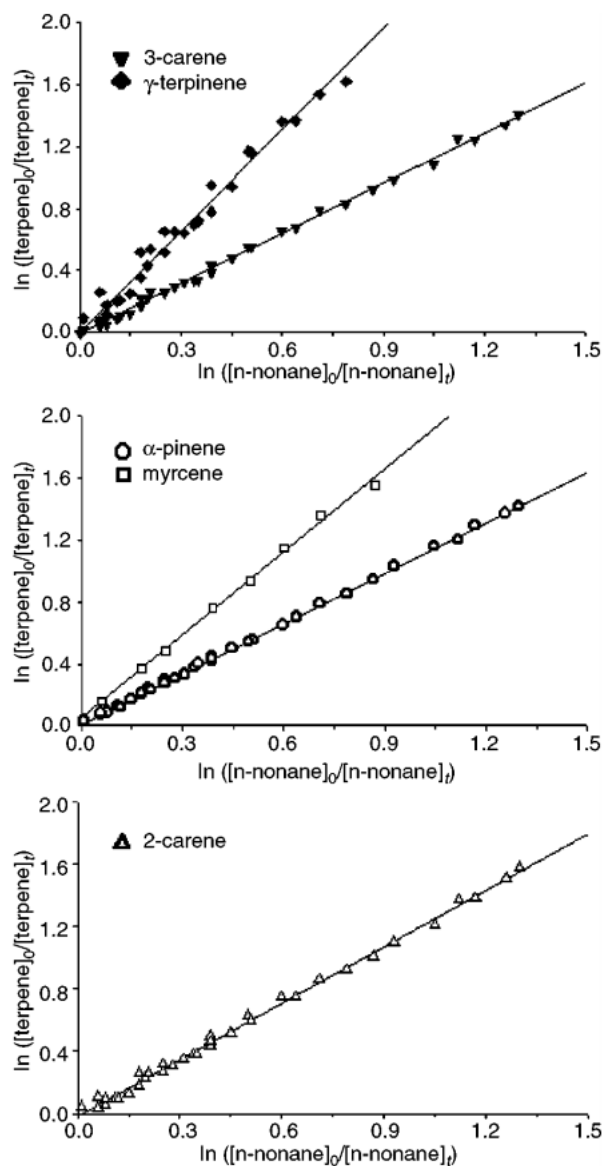 2.0
3-carene
γ-terpinene
1.6
1.2
0.8
0.4
0.0
ln ([terpene]₀/[terpene]ₜ)
0.0 0.3 0.6 0.9 1.2 1.5
ln ([n-nonane]₀/[n-nonane]ₜ)
2.0
α-pinene
myrcene
1.6
1.2
0.8
0.4
0.0
ln ([terpene]₀/[terpene]ₜ)
0.0 0.3 0.6 0.9 1.2 1.5
ln ([n-nonane]₀/[n-nonane]ₜ)
2.0
2-carene
1.6
1.2
0.8
0.4
0.0
ln ([terpene]₀/[terpene]ₜ)
0.0 0.3 0.6 0.9 1.2 1.5
ln ([n-nonane]₀/[n-nonane]ₜ)